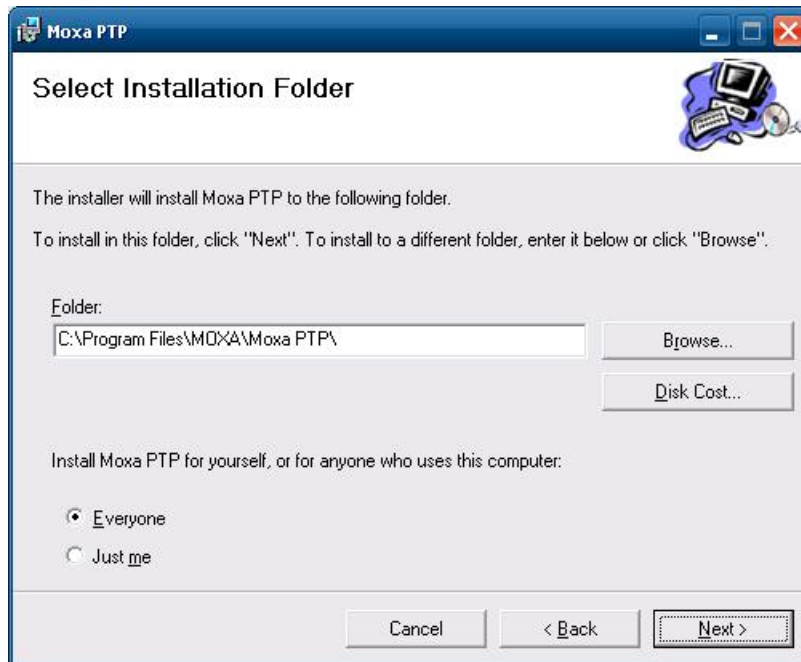 Moxa PTP
Select Installation Folder
The installer will install Moxa PTP to the following folder.
To install in this folder, click "Next". To install to a different folder, enter it below or click "Browse".
Folder:
C:\Program Files\MOXA\Moxa PTP\
Browse...
Disk Cost...
Install Moxa PTP for yourself, or for anyone who uses this computer:
Everyone
Just me
Cancel
< Back
Next >